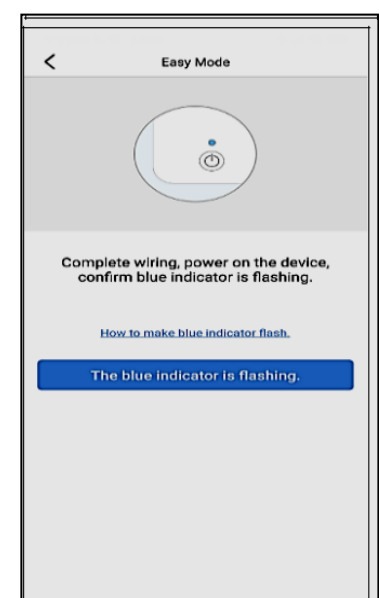 Easy Mode
Complete wiring, power on the device,
confirm blue indicator is flashing.
How to make blue indicator flash.
The blue indicator is flashing.